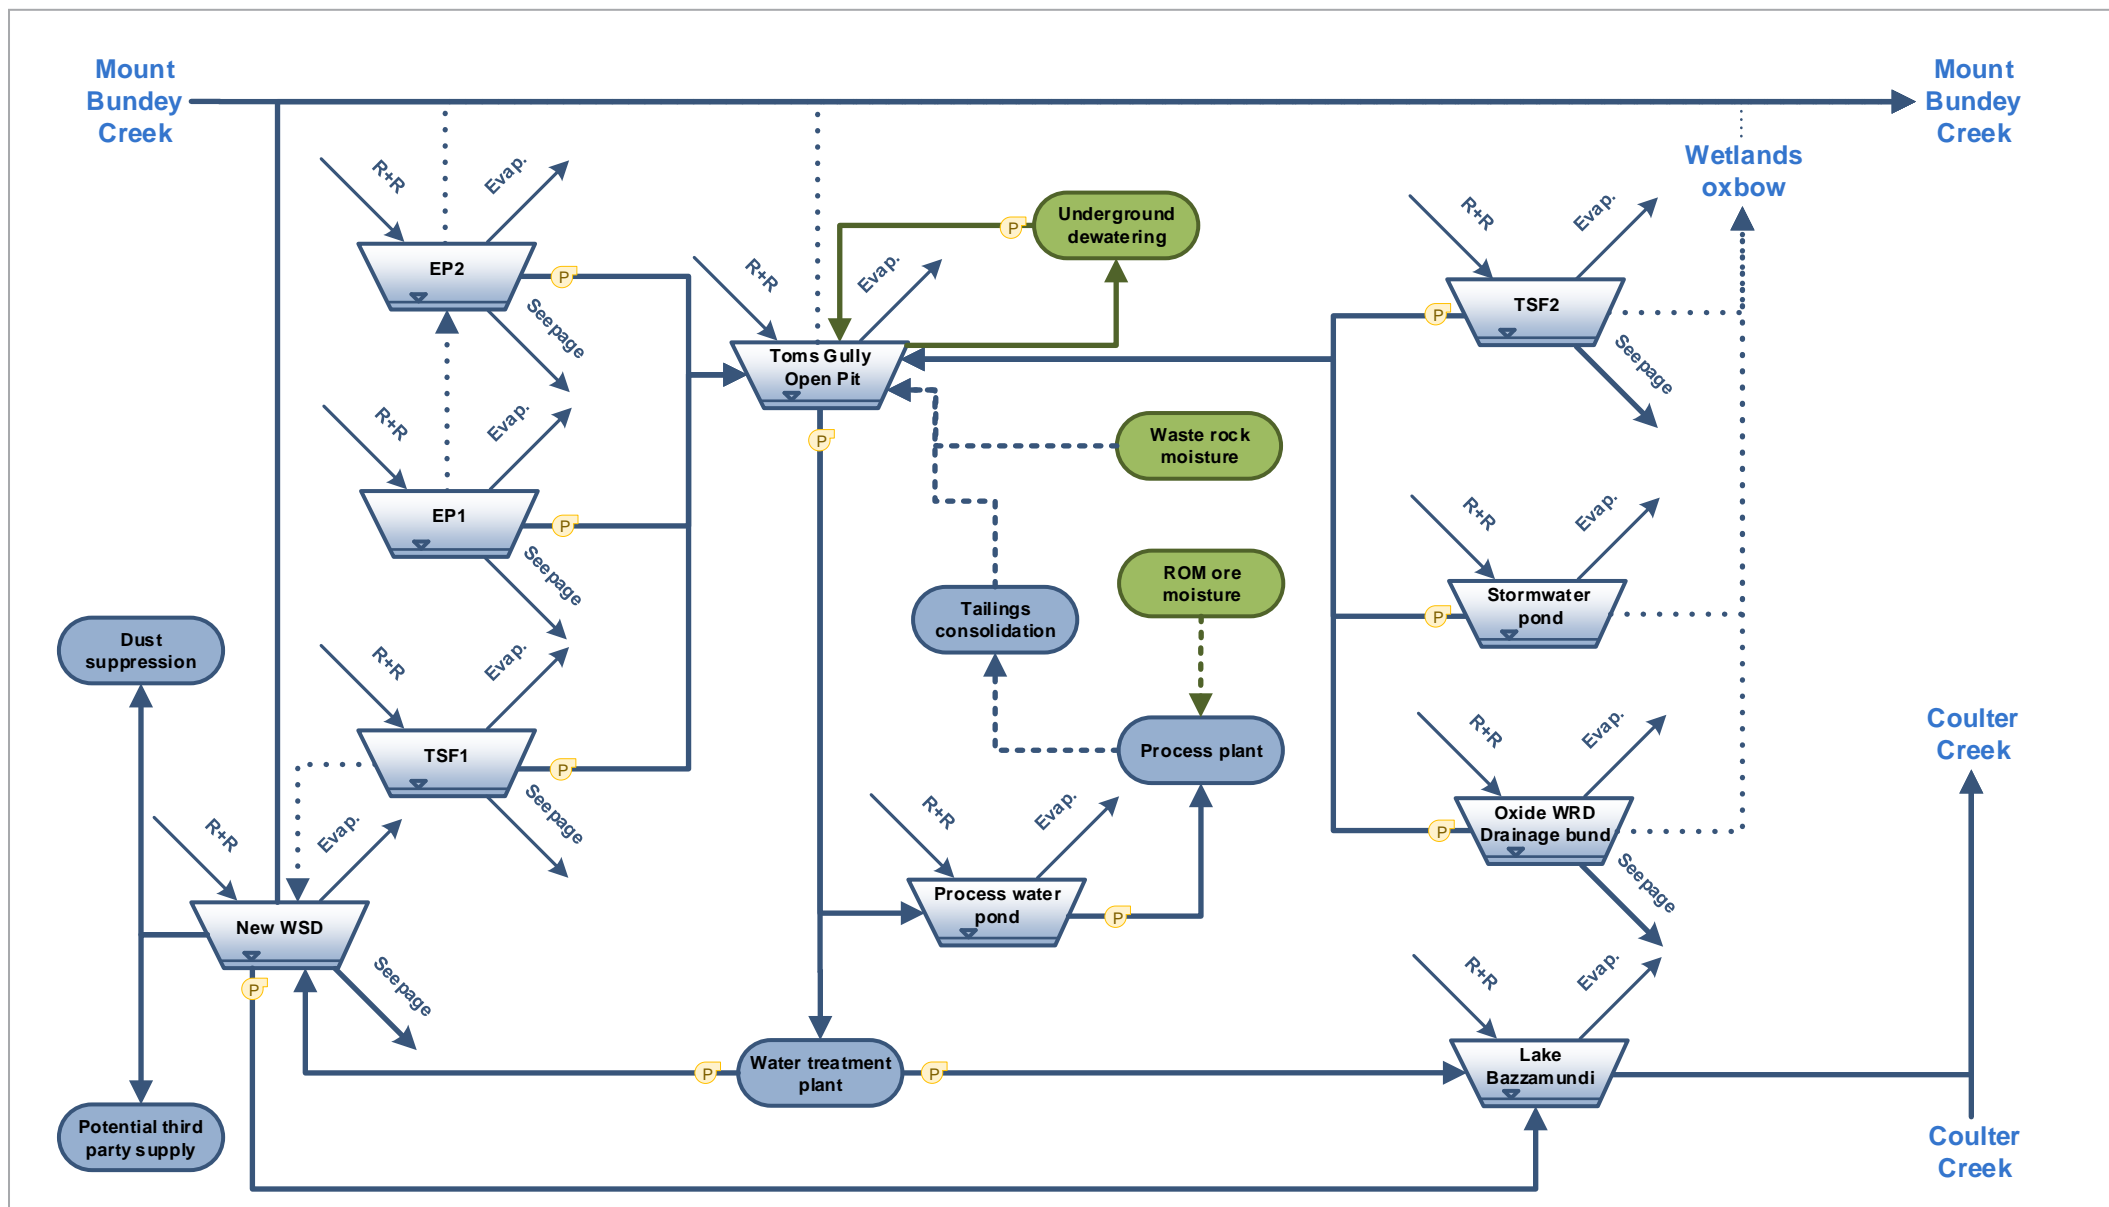 Mount
Bundey
Creek
Mount
Bundey
Creek
Wetlands
oxbow
R+R
Evap.
EP2
P
Seepage
R+R
Evap.
Toms Gully
Open Pit
P
Underground
dewatering
P
R+R
Evap.
TSF2
P
Seepage
R+R
Evap.
EP1
P
Seepage
Waste rock
moisture
ROM ore
moisture
Tailings
consolidation
Process plant
R+R
Evap.
Stormwater
pond
P
Dust
suppression
R+R
Evap.
TSF1
P
Seepage
R+R
Evap.
Oxide WRD
Drainage bund
P
Seepage
Coulter
Creek
R+R
Evap.
New WSD
P
Seepage
R+R
Evap.
Process water
pond
P
Water treatment
plant
P
P
R+R
Evap.
Lake
Bazzamundi
Potential third
party supply
Coulter
Creek